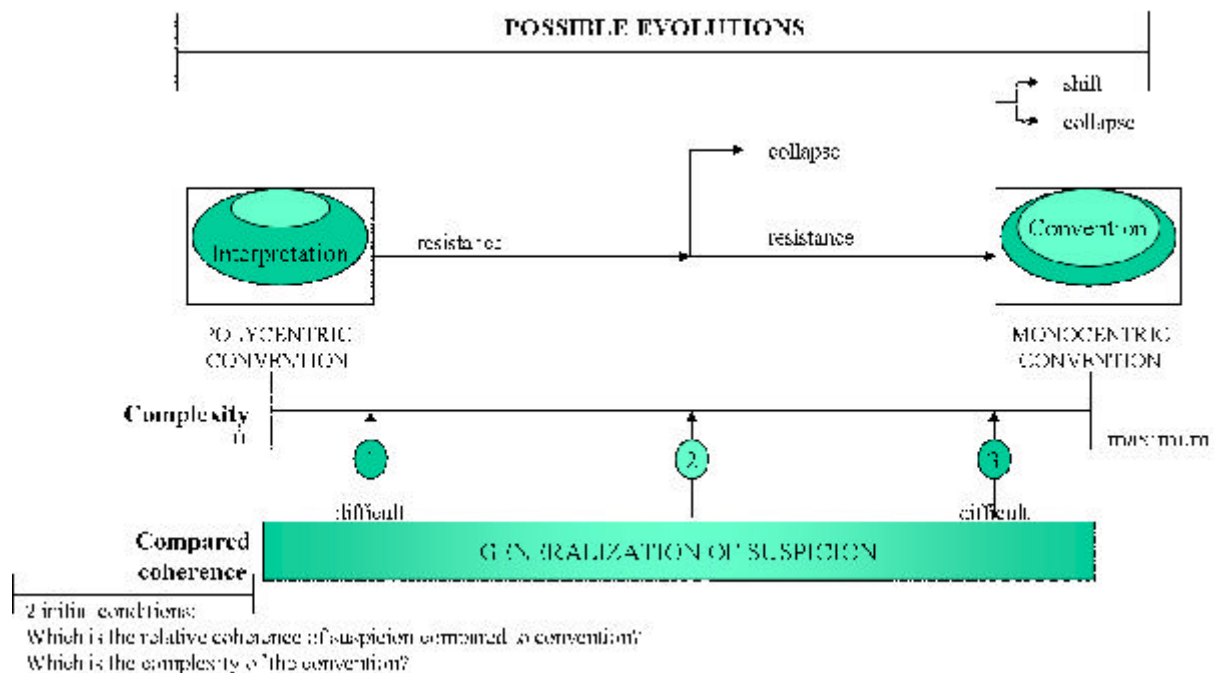 POSSIBLE EVOLUTIONS
shift
collapse
collapse
Interpretation
resistance
resistance
Convention
POLYCENTRIC
CONVENTION
MONOCENTRIC
CONVENTION
Complexity
0
maximum
1
2
3
difficult
difficult
Compared
coherence
GENERALIZATION OF SUSPICION
2 initial conditions:
Which is the relative coherence of suspicion compared to convention?
Which is the complexity of the convention?